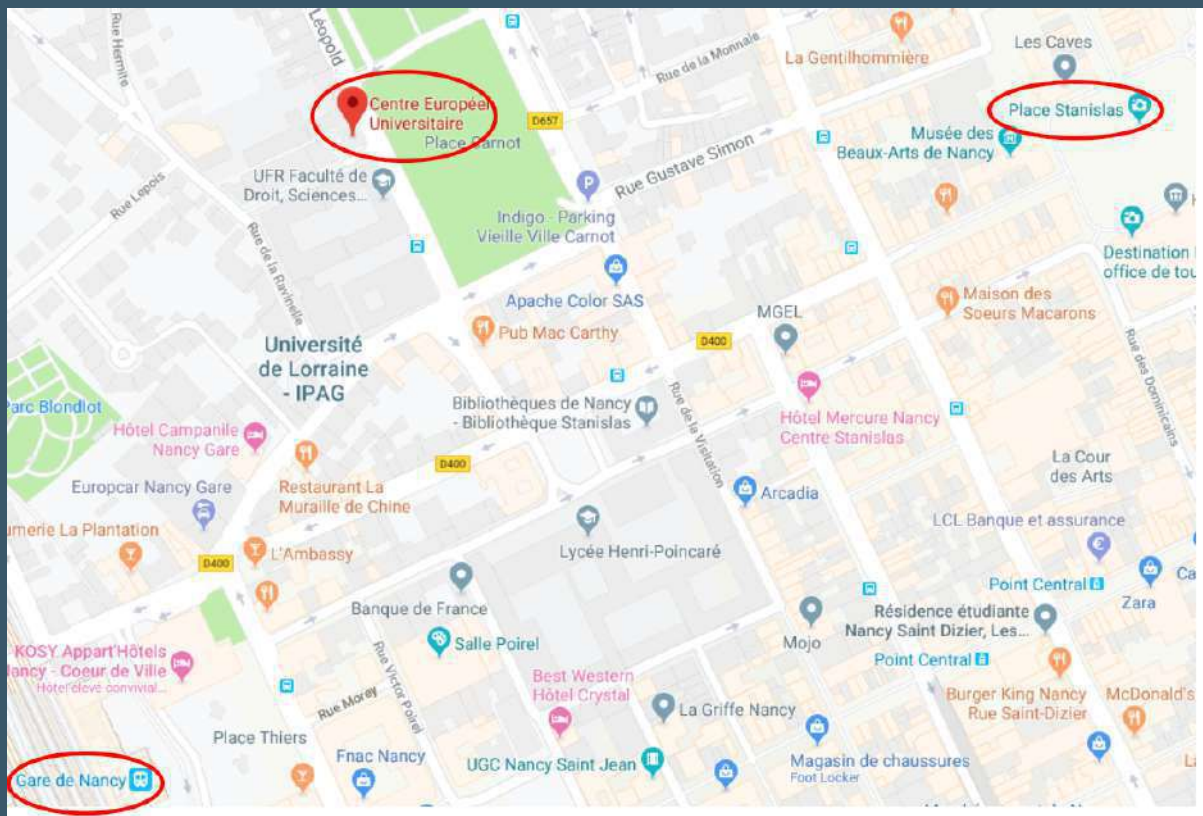 Rue Hermite
Léopold
Rue de la Monnaie
La Gentilhommière
Les Caves
Centre Européen
Universitaire
Place Carnot
D657
Place Stanislas
Musée des
Beaux-Arts de Nancy
Rue Gustave Simon
UFR Faculté de
Droit, Sciences...
Rue Lepois
Rue de la Ravinelle
Indigo - Parking
Vieille Ville Carnot
Destination
office de tou
Apache Color SAS
Maison des
Soeurs Macarons
MGEL
Pub Mac Carthy
D400
Université
de Lorraine
- IPAG
Rue des Dominicains
Parc Blondlot
Bibliothèques de Nancy
- Bibliothèque Stanislas
Rue de la Visitation
Hôtel Mercure Nancy
Centre Stanislas
Hôtel Campanile
Nancy Gare
D400
La Cour
des Arts
Europcar Nancy Gare
Restaurant La
Muraille de Chine
Arcadia
LCL Banque et assurance
umerie La Plantation
L'Ambassy
Lycée Henri-Poincaré
D400
Point Central
Ca
Zara
Banque de France
Résidence étudiante
Nancy Saint Dizier, Les...
Mojo
Salle Poirel
KOSY Appart'Hôtels
Nancy - Coeur de Ville
Hôtel élevé convivial...
Point Central
Best Western
Hôtel Crystal
Rue Victor Poirel
Rue Morey
La Griffe Nancy
Burger King Nancy
Rue Saint-Dizier
McDonald's
Place Thiers
Fnac Nancy
UGC Nancy Saint Jean
Magasin de chaussures
Foot Locker
Gare de Nancy